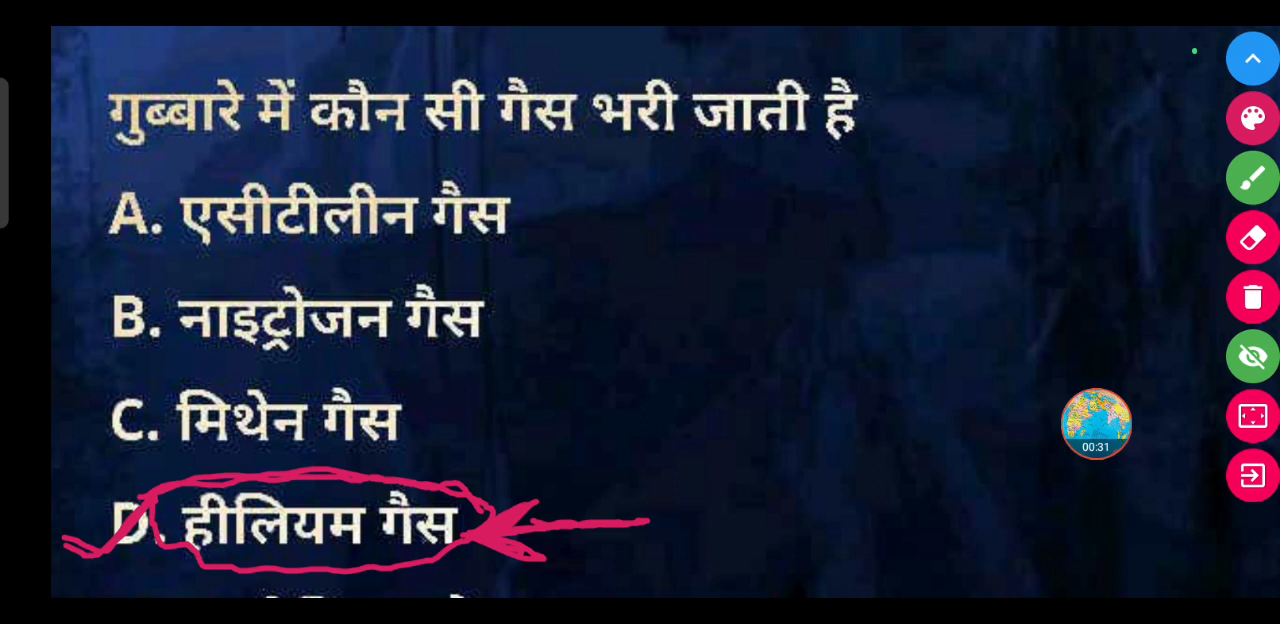 गुब्बारे में कौन सी गैस भरी जाती है
A. एसीटीलीन गैस
B. नाइट्रोजन गैस
C. मिथेन गैस
00:31
D. हीलियम गैस